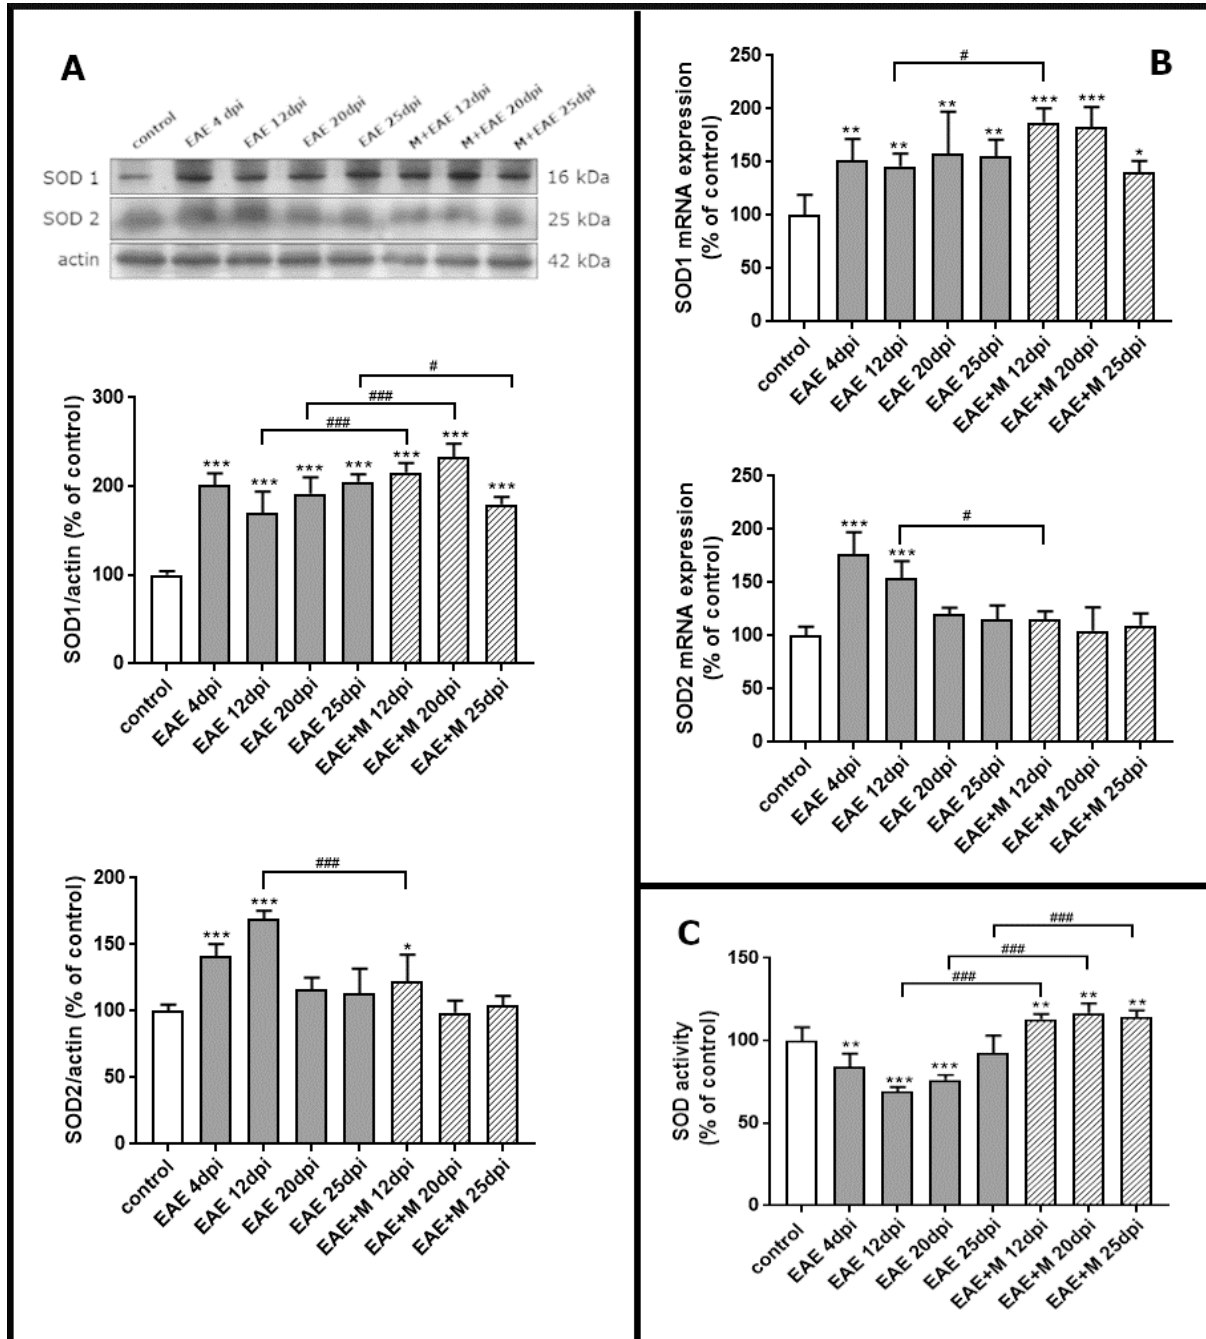 A
control
EAE 4 dpi
EAE 12dpi
EAE 20dpi
EAE 25dpi
M+EAE 12dpi
M+EAE 20dpi
M+EAE 25dpi
SOD 1
16 kDa
SOD 2
25 kDa
actin
42 kDa
SOD1/actin (% of control)
300
200
100
0
#
###
###
***
***
***
***
***
***
***
control
EAE 4dpi
EAE 12dpi
EAE 20dpi
EAE 25dpi
EAE+M 12dpi
EAE+M 20dpi
EAE+M 25dpi
SOD2/actin (% of control)
200
150
100
50
0
###
***
***
*
control
EAE 4dpi
EAE 12dpi
EAE 20dpi
EAE 25dpi
EAE+M 12dpi
EAE+M 20dpi
EAE+M 25dpi
B
SOD1 mRNA expression
(% of control)
250
200
150
100
50
0
#
**
**
**
**
***
***
*
control
EAE 4dpi
EAE 12dpi
EAE 20dpi
EAE 25dpi
EAE+M 12dpi
EAE+M 20dpi
EAE+M 25dpi
SOD2 mRNA expression
(% of control)
250
200
150
100
50
0
#
***
***
control
EAE 4dpi
EAE 12dpi
EAE 20dpi
EAE 25dpi
EAE+M 12dpi
EAE+M 20dpi
EAE+M 25dpi
C
SOD activity
(% of control)
150
100
50
0
###
###
###
**
***
***
**
**
**
control
EAE 4dpi
EAE 12dpi
EAE 20dpi
EAE 25dpi
EAE+M 12dpi
EAE+M 20dpi
EAE+M 25dpi